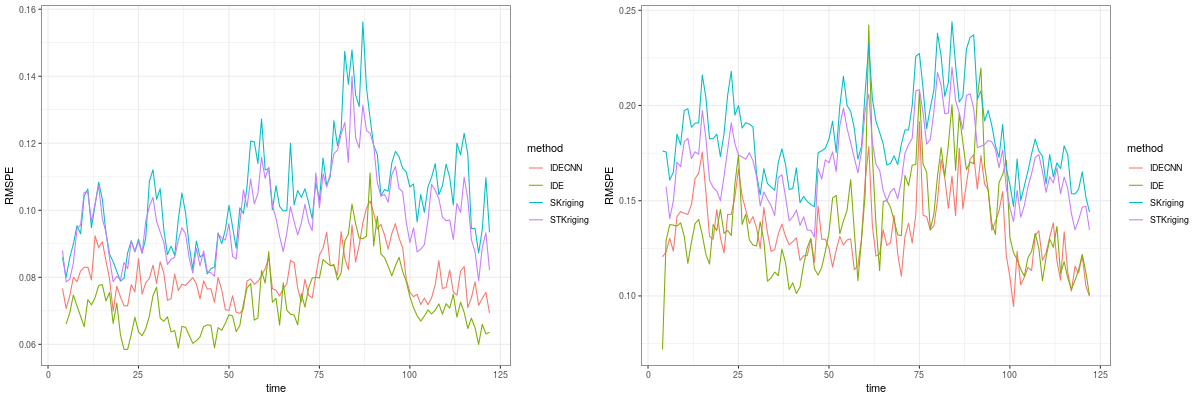 0.16
0.14
0.12
0.10
0.08
0.06
RMSPE
0 25 50 75 100 125
time
method
IDECNN
IDE
SKriging
STKriging
0.25
0.20
0.15
0.10
RMSPE
0 25 50 75 100 125
time
method
IDECNN
IDE
SKriging
STKriging